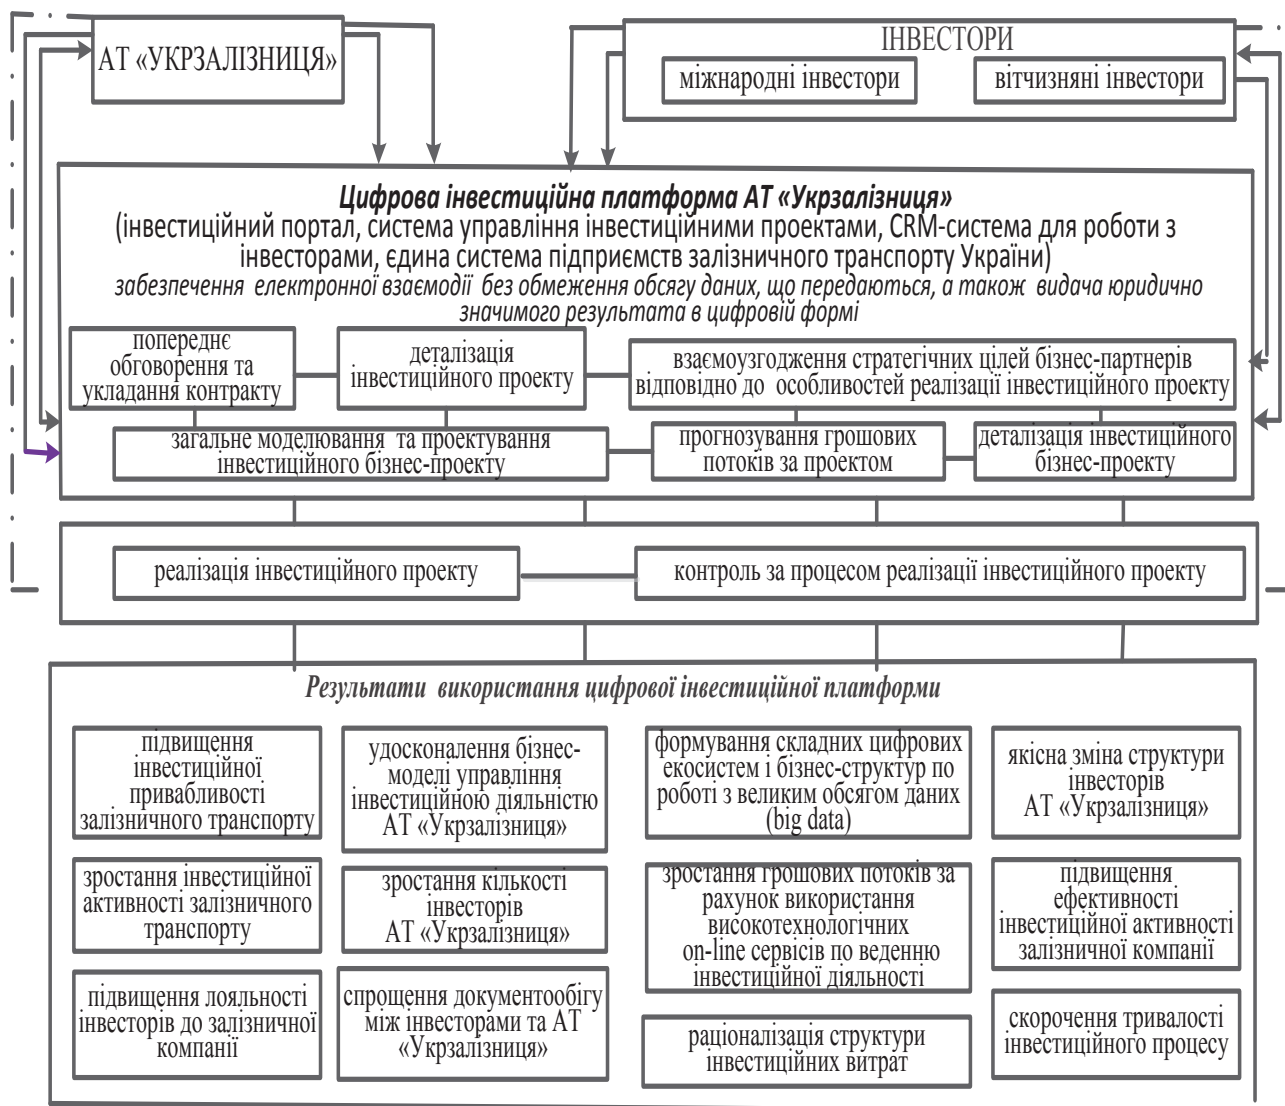 АТ «УКРЗАЛІЗНИЦЯ»
ІНВЕСТОРИ
міжнародні інвестори
вітчизняні інвестори
Цифрова інвестиційна платформа АТ «Укрзалізниця»
(інвестиційний портал, система управління інвестиційними проектами, CRM-система для роботи з
інвесторами, єдина система підприємств залізничного транспорту України)
забезпечення електронної взаємодії без обмеження обсягу даних, що передаються, а також видача юридично
значимого результата в цифровій формі
попереднє
обговорення та
укладання контракту
деталізація
інвестиційного проекту
взаємоузгодження стратегічних цілей бізнес-партнерів
відповідно до особливостей реалізації інвестиційного проекту
загальне моделювання та проектування
інвестиційного бізнес-проекту
прогнозування грошових
потоків за проектом
деталізація інвестиційного
бізнес-проекту
реалізація інвестиційного проекту
контроль за процесом реалізації інвестиційного проекту
Результати використання цифрової інвестиційної платформи
підвищення
інвестиційної
привабливості
залізничного транспорту
удосконалення бізнес-
моделі управління
інвестиційною діяльністю
АТ «Укрзалізниця»
формування складних цифрових
екосистем і бізнес-структур по
роботі з великим обсягом даних
(big data)
якісна зміна структури
інвесторів
АТ «Укрзалізниця»
зростання інвестиційної
активності залізничного
транспорту
зростання кількості
інвесторів
АТ «Укрзалізниця»
зростання грошових потоків за
рахунок використання
високотехнологічних
on-line сервісів по веденню
інвестиційної діяльності
підвищення
ефективності
інвестиційної активності
залізничної компанії
підвищення лояльності
інвесторів до залізничної
компанії
спрощення документообігу
між інвесторами та АТ
«Укрзалізниця»
раціоналізація структури
інвестиційних витрат
скорочення тривалості
інвестиційного процесу